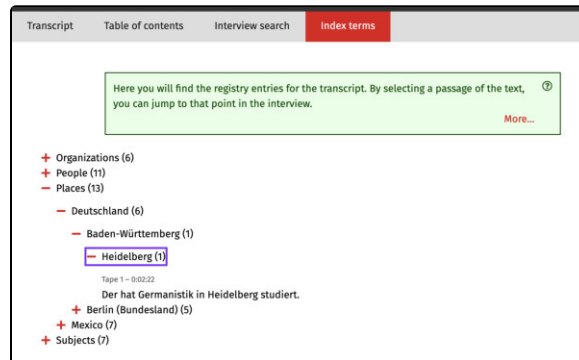 Transcript
Table of contents
Interview search
Index terms
Here you will find the registry entries for the transcript. By selecting a passage of the text,
you can jump to that point in the interview.
More...
Organizations (6)
People (11)
Places (13)
Deutschland (6)
Baden-Württemberg (1)
Heidelberg (1)
Tape 1 – 0:02:22
Der hat Germanistik in Heidelberg studiert.
Berlin (Bundesland) (5)
Mexico (7)
Subjects (7)